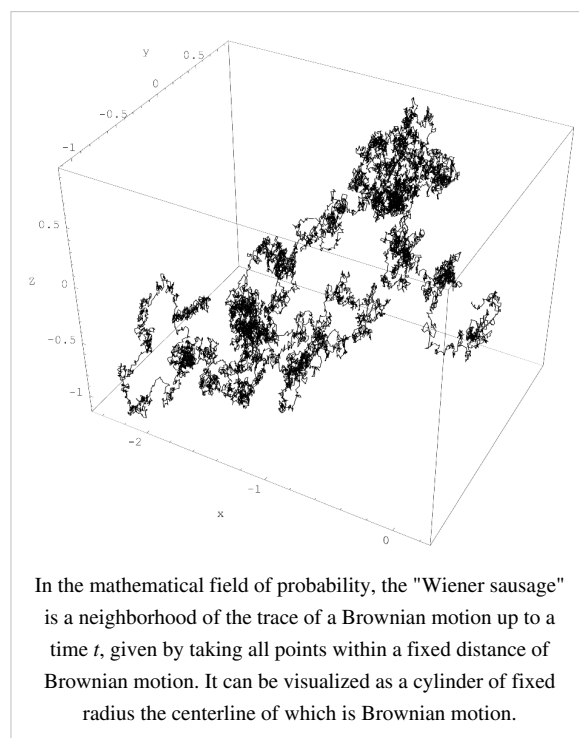 y
0.5
0
-0.5
-1
0.5
0
z
-0.5
-1
-2
-1
x
0
In the mathematical field of probability, the "Wiener sausage"
is a neighborhood of the trace of a Brownian motion up to a
time t, given by taking all points within a fixed distance of
Brownian motion. It can be visualized as a cylinder of fixed
radius the centerline of which is Brownian motion.